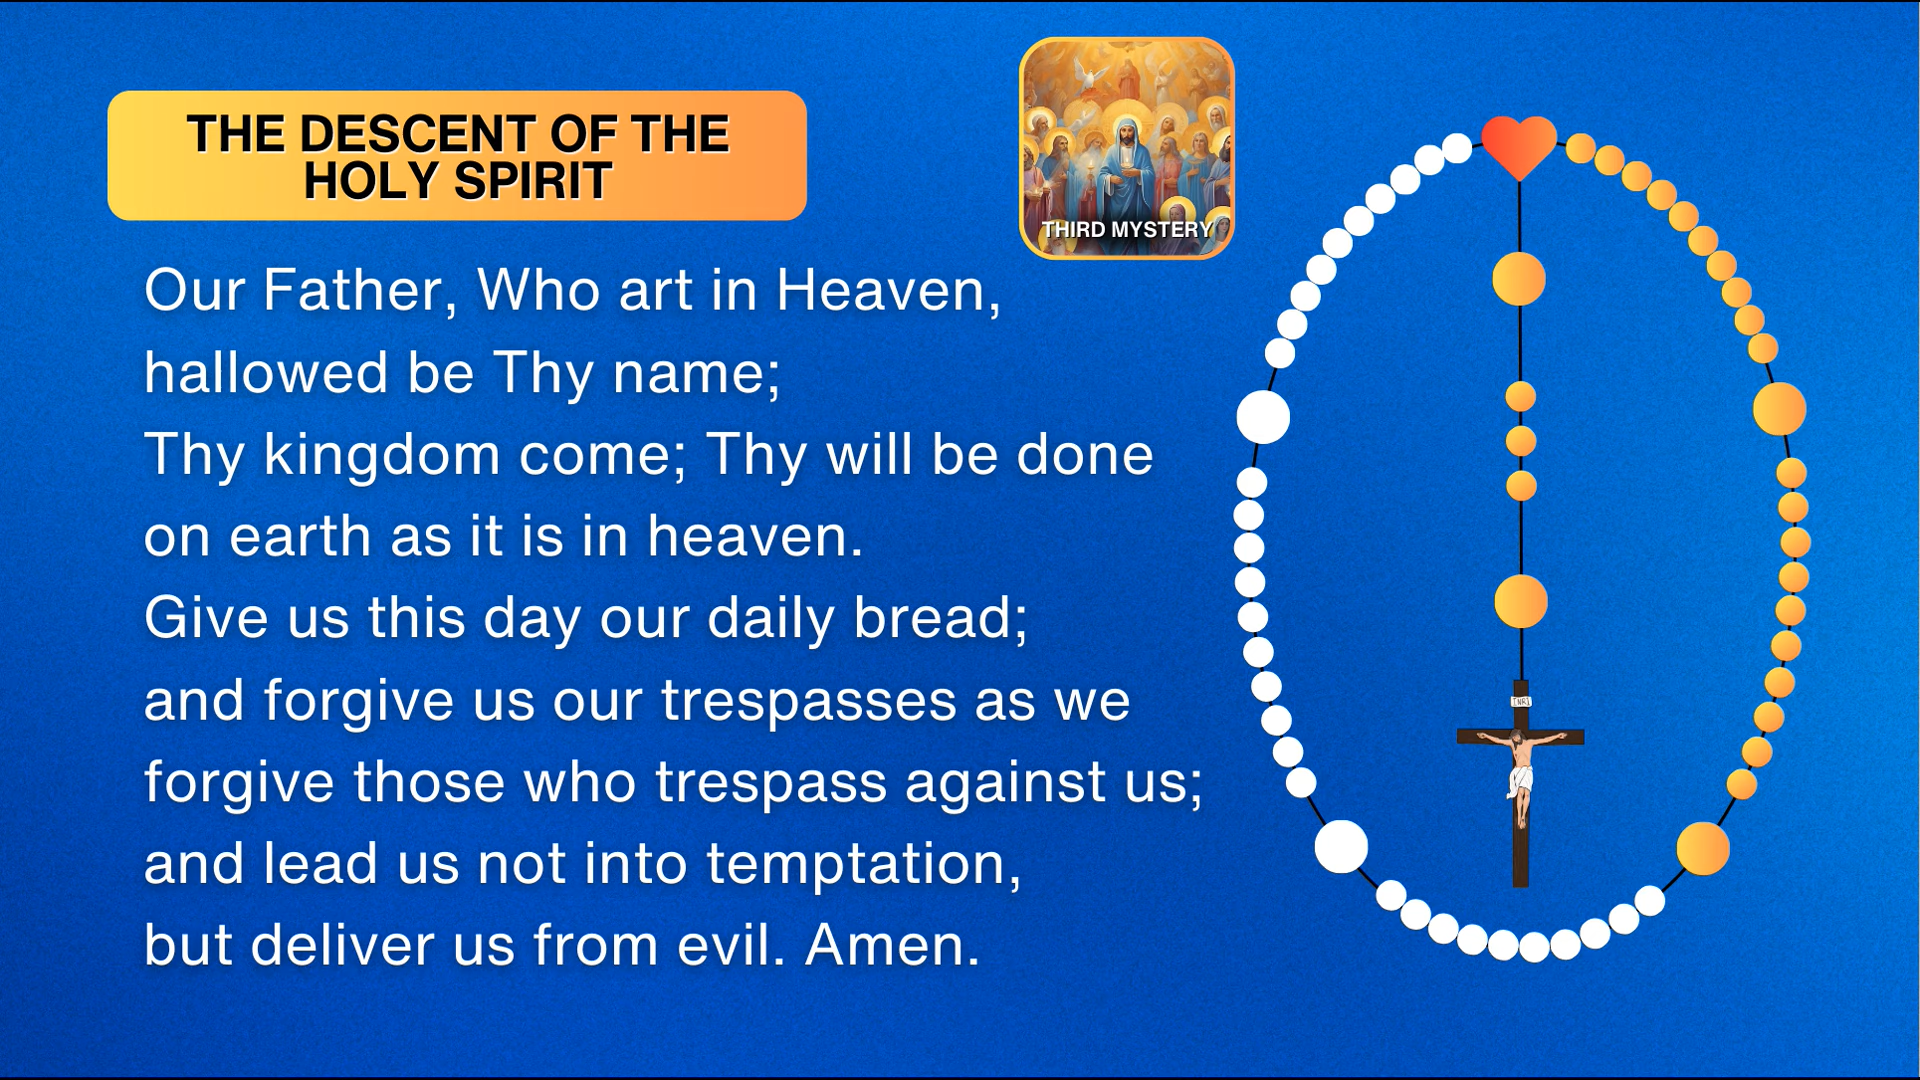 THE DESCENT OF THE
HOLY SPIRIT
THIRD MYSTERY
Our Father, Who art in Heaven,
hallowed be Thy name;
Thy kingdom come; Thy will be done
on earth as it is in heaven.
Give us this day our daily bread;
and forgive us our trespasses as we
forgive those who trespass against us;
and lead us not into temptation,
but deliver us from evil. Amen.
INRI